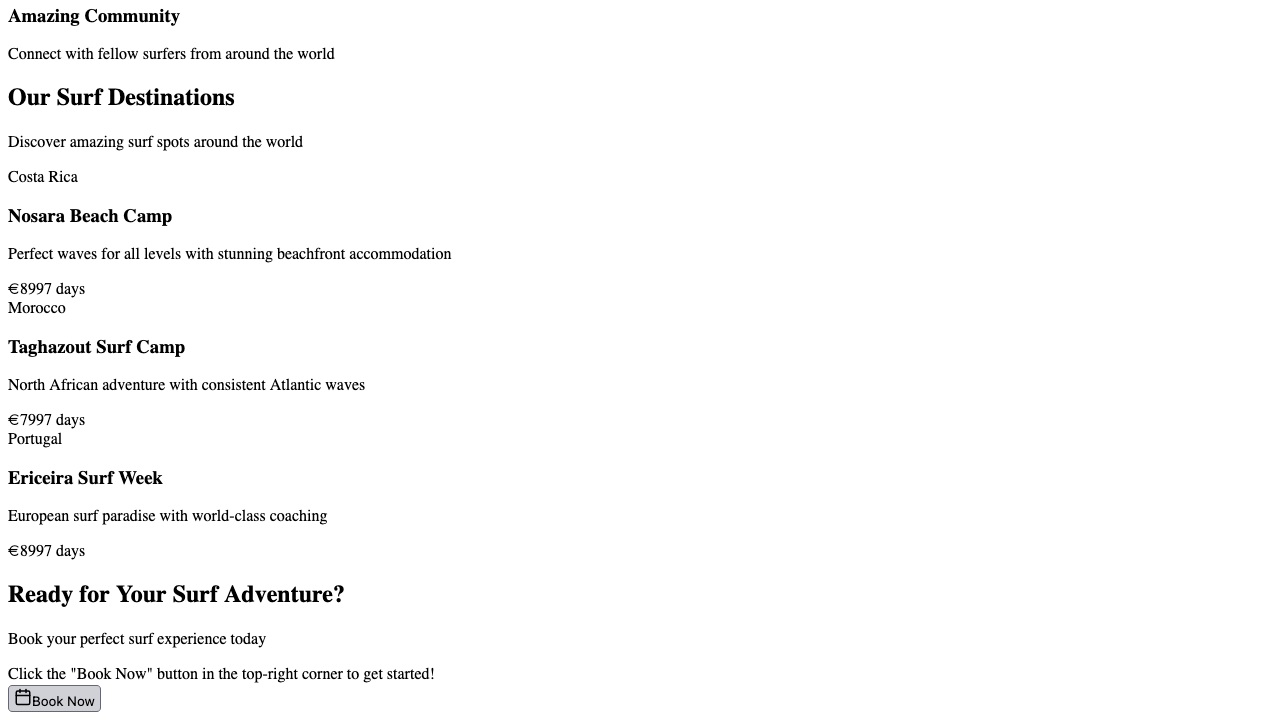 Amazing Community
Connect with fellow surfers from around the world
Our Surf Destinations
Discover amazing surf spots around the world
Costa Rica
Nosara Beach Camp
Perfect waves for all levels with stunning beachfront accommodation
€8997 days
Morocco
Taghazout Surf Camp
North African adventure with consistent Atlantic waves
€7997 days
Portugal
Ericeira Surf Week
European surf paradise with world-class coaching
€8997 days
Ready for Your Surf Adventure?
Book your perfect surf experience today
Click the "Book Now" button in the top-right corner to get started!
Book Now